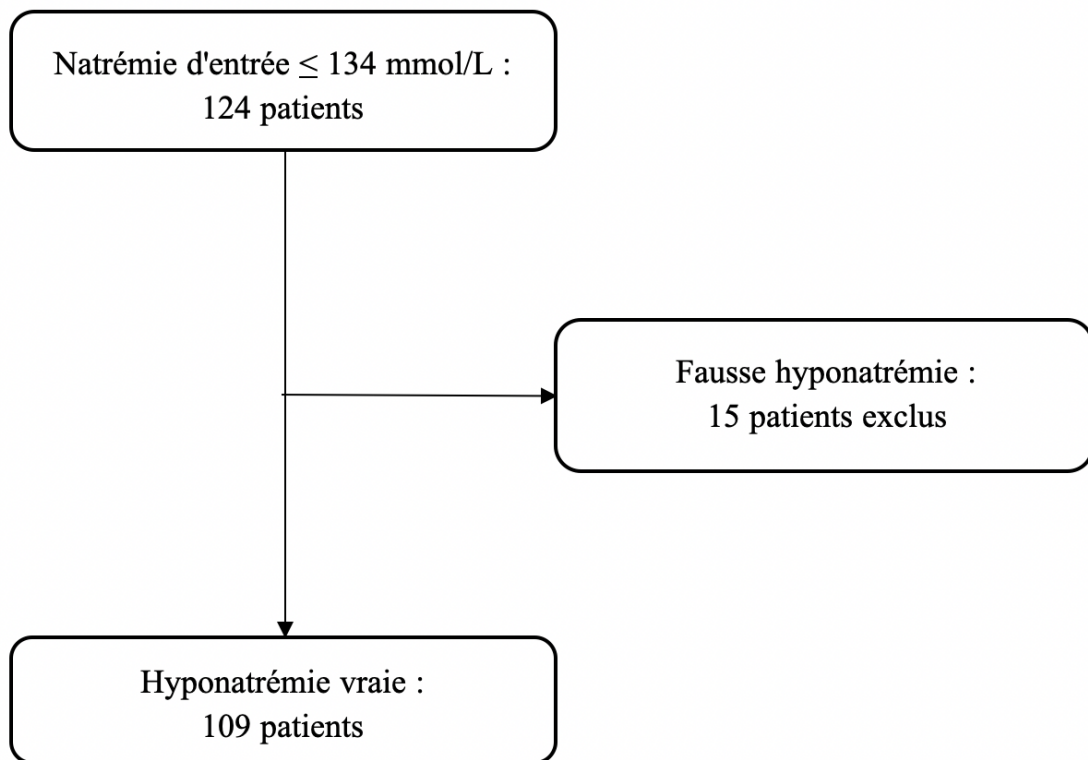 Natrémie d'entrée ≤ 134 mmol/L :
124 patients
Fausse hyponatrémie :
15 patients exclus
Hyponatrémie vraie :
109 patients